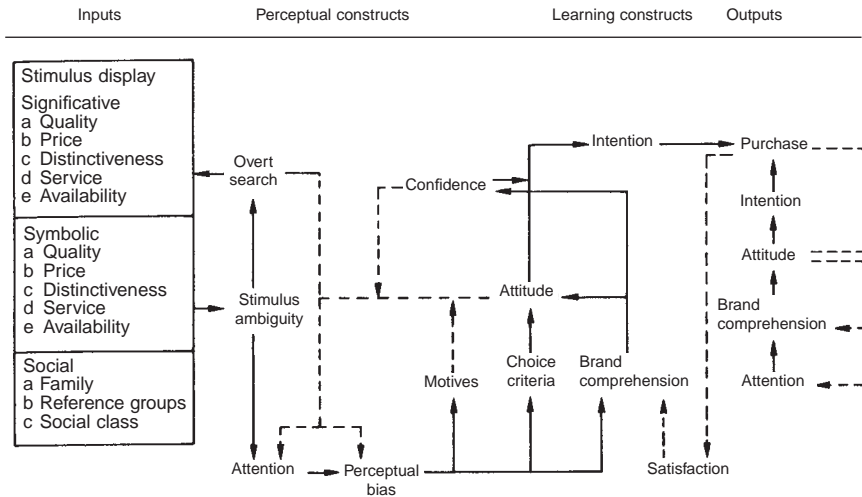 Inputs Perceptual constructs Learning constructs Outputs
Stimulus display
Significative
a Quality
b Price
c Distinctiveness
d Service
e Availability
Symbolic
a Quality
b Price
c Distinctiveness
d Service
e Availability
Social
a Family
b Reference groups
c Social class
Overt
search
Stimulus
ambiguity
Attention
Perceptual
bias
Confidence
Motives
Attitude
Choice
criteria
Intention
Brand
comprehension
Satisfaction
Purchase
Intention
Attitude
Brand
comprehension
Attention